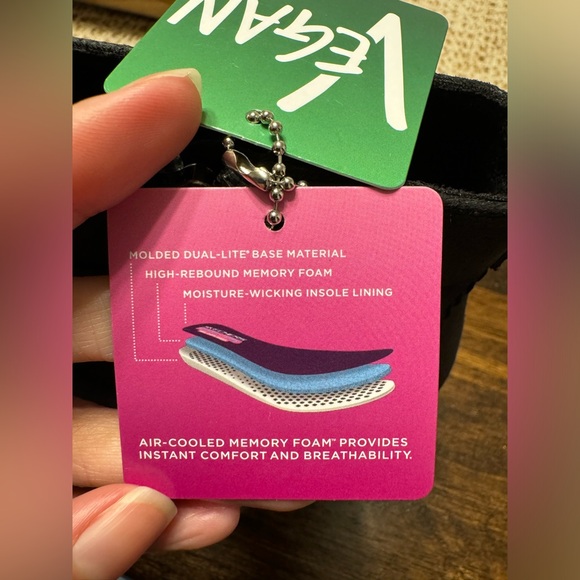 VEGAN
MOLDED DUAL-LITE® BASE MATERIAL
HIGH-REBOUND MEMORY FOAM
MOISTURE-WICKING INSOLE LINING
AIR-COOLED MEMORY FOAM™ PROVIDES
INSTANT COMFORT AND BREATHABILITY.